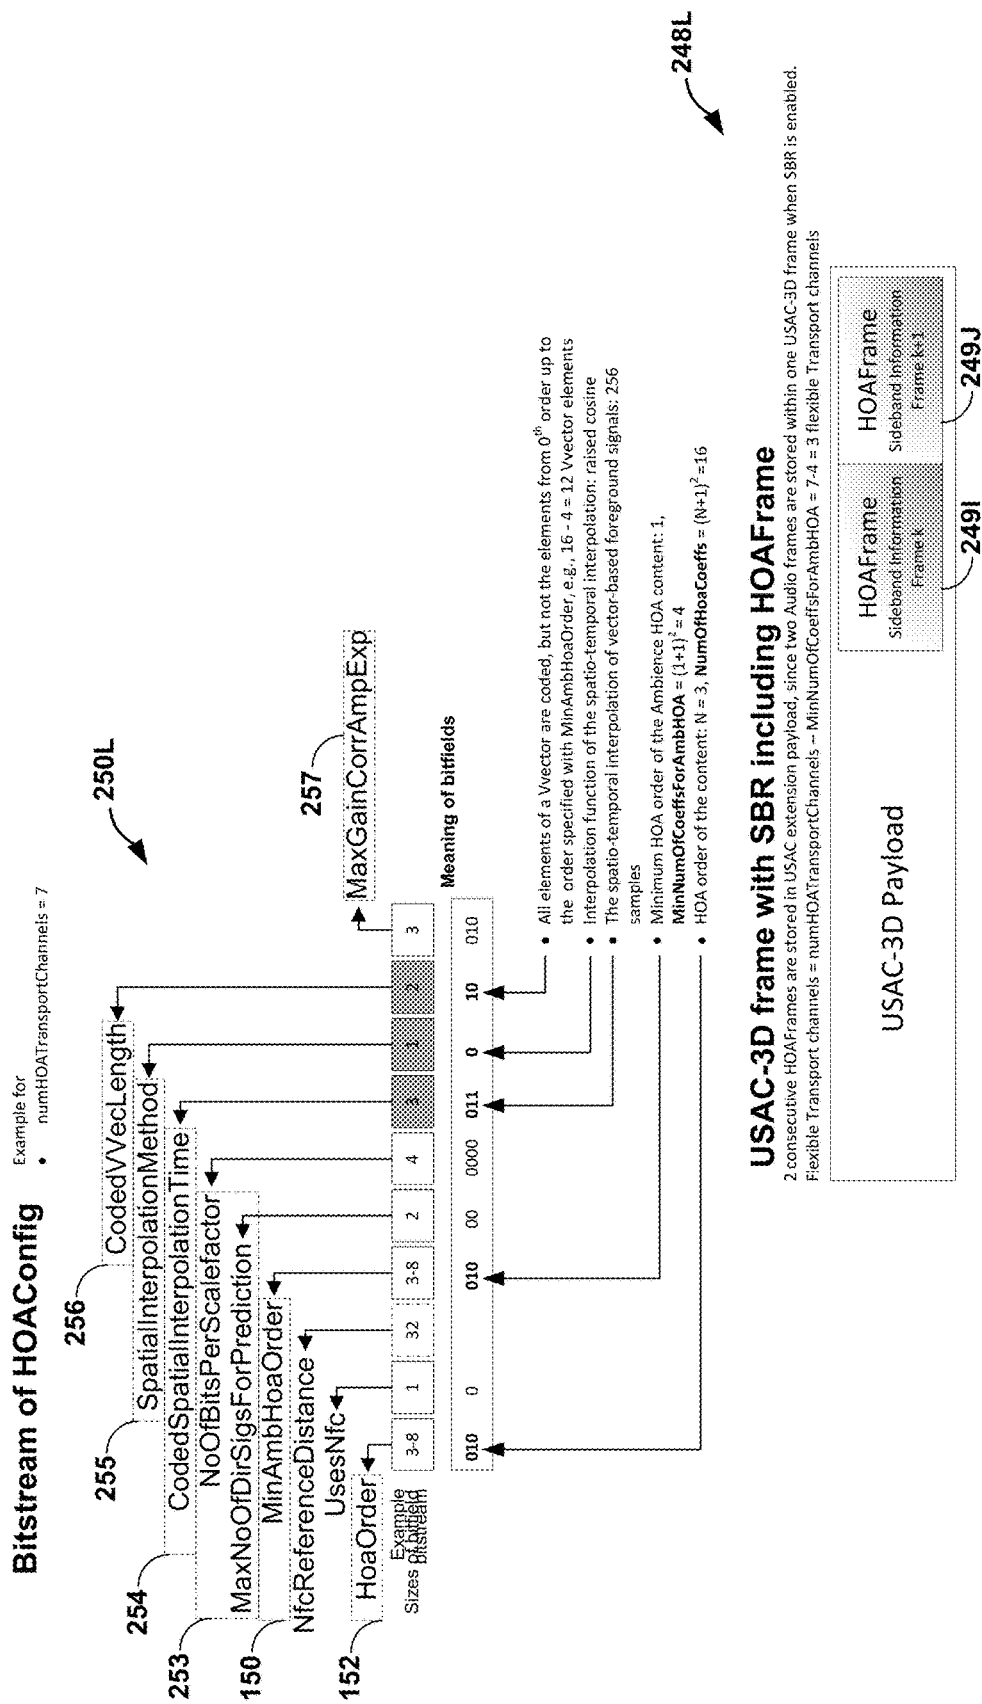 Bitstream of HOAConfig
Example for
• numHOATransportChannels = 7
250L
256
CodedVVecLength
255
SpatialInterpolationMethod
254
CodedSpatialInterpolationTime
253
NoOfBitsPerScalefactor
MaxNoOfDirSigsForPrediction
150
MinAmbHoaOrder
NfcReferenceDistance
UsesNfc
152
HoaOrder
257
MaxGainCorrAmpExp
Sizes of bitfield
Example bitstream
3-8 1 32 3-8 2 4 3 1 2 3
010 0 010 00 0000 011 0 10 010
Meaning of bitfields
• All elements of a Vvector are coded, but not the elements from 0th order up to
the order specified with MinAmbHoaOrder, e.g., 16 - 4 = 12 Vvector elements
• Interpolation function of the spatio-temporal interpolation: raised cosine
• The spatio-temporal interpolation of vector-based foreground signals: 256
samples
• Minimum HOA order of the Ambience HOA content: 1,
MinNumOfCoeffsForAmbHOA = (1+1)² = 4
• HOA order of the content: N = 3, NumOfHoaCoeffs = (N+1)² =16
248L
USAC-3D frame with SBR including HOAFrame
2 consecutive HOAFrames are stored in USAC extension payload, since two Audio frames are stored within one USAC-3D frame when SBR is enabled.
Flexible Transport channels = numHOATransportChannels – MinNumOfCoeffsForAmbHOA = 7-4 = 3 flexible Transport channels
USAC-3D Payload
HOAFrame
Sideband Information
Frame k
HOAFrame
Sideband Information
Frame k+1
249I
249J